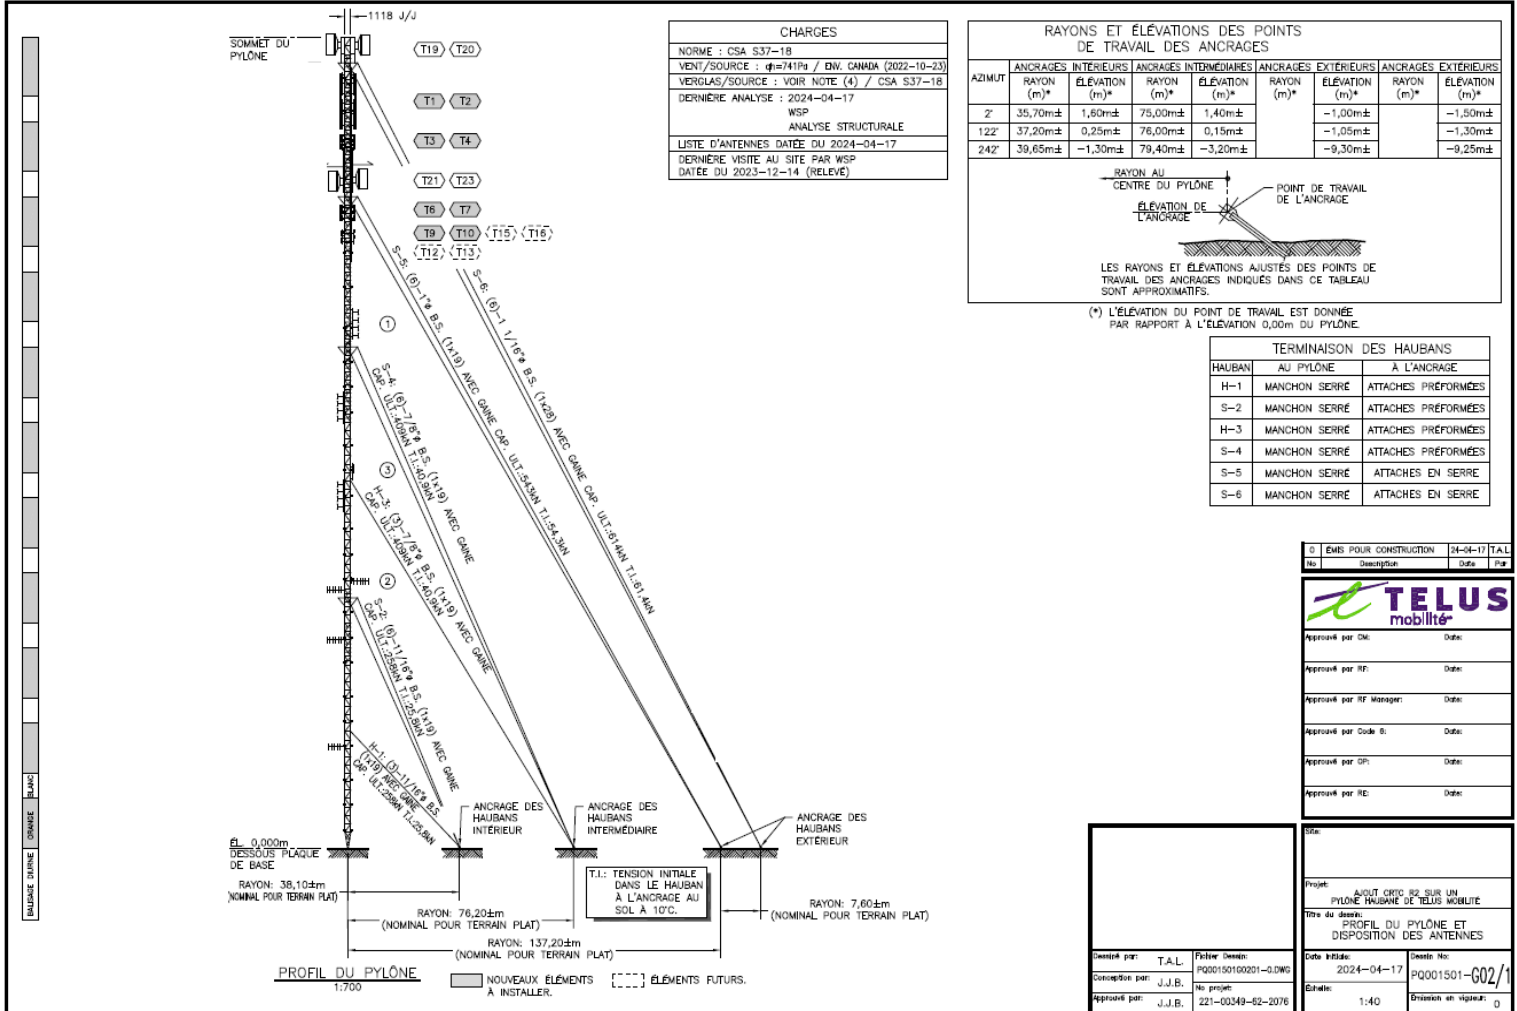 1118 J/J
SOMMET DU
PYLÔNE
T19 T20
T1 T2
T3 T4
T21 T23
T6 T7
T9 T10 T15 T16
T12 T13
S-5: (6)-1"ø B.S. (1x19) AVEC GAINE CAP. ULT.:543kN T.I.:54,3kN
S-6: (6)-1 1/16"ø B.S. (1x28) AVEC GAINE CAP. ULT.:614kN T.I.:61,4kN
1
S-4: (6)-7/8"ø B.S. (1x19) AVEC GAINE
CAP. ULT.:409kN T.I.:40,9kN
3
H-3: (3)-7/8"ø B.S. (1x19) AVEC GAINE
CAP. ULT.:409kN T.I.:40,9kN
2
S-2: (6)-11/16"ø B.S. (1x19) AVEC GAINE
CAP. ULT.:258kN T.I.:25,8kN
H-1: (3)-11/16"ø B.S.
(1x19) AVEC GAINE
CAP. ULT.:258kN T.I.:25,8kN
BLANC
ORANGE
BALISAGE DIURNE
ÉL. 0,000m
DESSOUS PLAQUE
DE BASE
ANCRAGE DES
HAUBANS
INTÉRIEUR
ANCRAGE DES
HAUBANS
INTERMÉDIAIRE
ANCRAGE DES
HAUBANS
EXTÉRIEUR
T.I.: TENSION INITIALE
DANS LE HAUBAN
À L'ANCRAGE AU
SOL À 10°C.
RAYON: 38,10±m
(NOMINAL POUR TERRAIN PLAT)
RAYON: 76,20±m
(NOMINAL POUR TERRAIN PLAT)
RAYON: 7,60±m
(NOMINAL POUR TERRAIN PLAT)
RAYON: 137,20±m
(NOMINAL POUR TERRAIN PLAT)
PROFIL DU PYLÔNE
1:700
NOUVEAUX ÉLÉMENTS
À INSTALLER.
ÉLÉMENTS FUTURS.
CHARGES
NORME : CSA S37-18
VENT/SOURCE : qh=741Pa / ENV. CANADA (2022-10-23)
VERGLAS/SOURCE : VOIR NOTE (4) / CSA S37-18
DERNIÈRE ANALYSE : 2024-04-17
WSP
ANALYSE STRUCTURALE
LISTE D'ANTENNES DATÉE DU 2024-04-17
DERNIÈRE VISITE AU SITE PAR WSP
DATÉE DU 2023-12-14 (RELEVÉ)
RAYONS ET ÉLÉVATIONS DES POINTS
DE TRAVAIL DES ANCRAGES
AZIMUT ANCRAGES INTÉRIEURS ANCRAGES INTERMÉDIAIRES ANCRAGES EXTÉRIEURS ANCRAGES EXTÉRIEURS
RAYON (m)* ÉLÉVATION (m)* RAYON (m)* ÉLÉVATION (m)* RAYON (m)* ÉLÉVATION (m)* RAYON (m)* ÉLÉVATION (m)*
2° 35,70m± 1,60m± 75,00m± 1,40m± -1,00m± -1,50m±
122° 37,20m± 0,25m± 76,00m± 0,15m± -1,05m± -1,30m±
242° 39,65m± -1,30m± 79,40m± -3,20m± -9,30m± -9,25m±
RAYON AU
CENTRE DU PYLÔNE
POINT DE TRAVAIL
DE L'ANCRAGE
ÉLÉVATION DE
L'ANCRAGE
LES RAYONS ET ÉLÉVATIONS AJUSTÉS DES POINTS DE
TRAVAIL DES ANCRAGES INDIQUÉS DANS CE TABLEAU
SONT APPROXIMATIFS.
(*) L'ÉLÉVATION DU POINT DE TRAVAIL EST DONNÉE
PAR RAPPORT À L'ÉLÉVATION 0,00m DU PYLÔNE.
TERMINAISON DES HAUBANS
HAUBAN AU PYLÔNE À L'ANCRAGE
H-1 MANCHON SERRÉ ATTACHES PRÉFORMÉES
S-2 MANCHON SERRÉ ATTACHES PRÉFORMÉES
H-3 MANCHON SERRÉ ATTACHES PRÉFORMÉES
S-4 MANCHON SERRÉ ATTACHES PRÉFORMÉES
S-5 MANCHON SERRÉ ATTACHES EN SERRE
S-6 MANCHON SERRÉ ATTACHES EN SERRE
0 ÉMIS POUR CONSTRUCTION 24-04-17 T.A.L.
No Description Date Par
TELUS
mobilité
Approuvé par CM: Date:
Approuvé par RF: Date:
Approuvé par RF Manager: Date:
Approuvé par Code 6: Date:
Approuvé par OP: Date:
Approuvé par RE: Date:
Site:
Projet:
AJOUT CRTC R2 SUR UN
PYLÔNE HAUBANÉ DE TELUS MOBILITÉ
Titre du dessin:
PROFIL DU PYLÔNE ET
DISPOSITION DES ANTENNES
Dessiné par: T.A.L.
Conception par: J.J.B.
Approuvé par: J.J.B.
Fichier Dessin:
PQ001501G0201-0.DWG
No projet:
221-00349-62-2076
Date Initiale:
2024-04-17
Échelle:
1:40
Dessin No:
PQ001501-G02/1
Émission en vigueur: 0